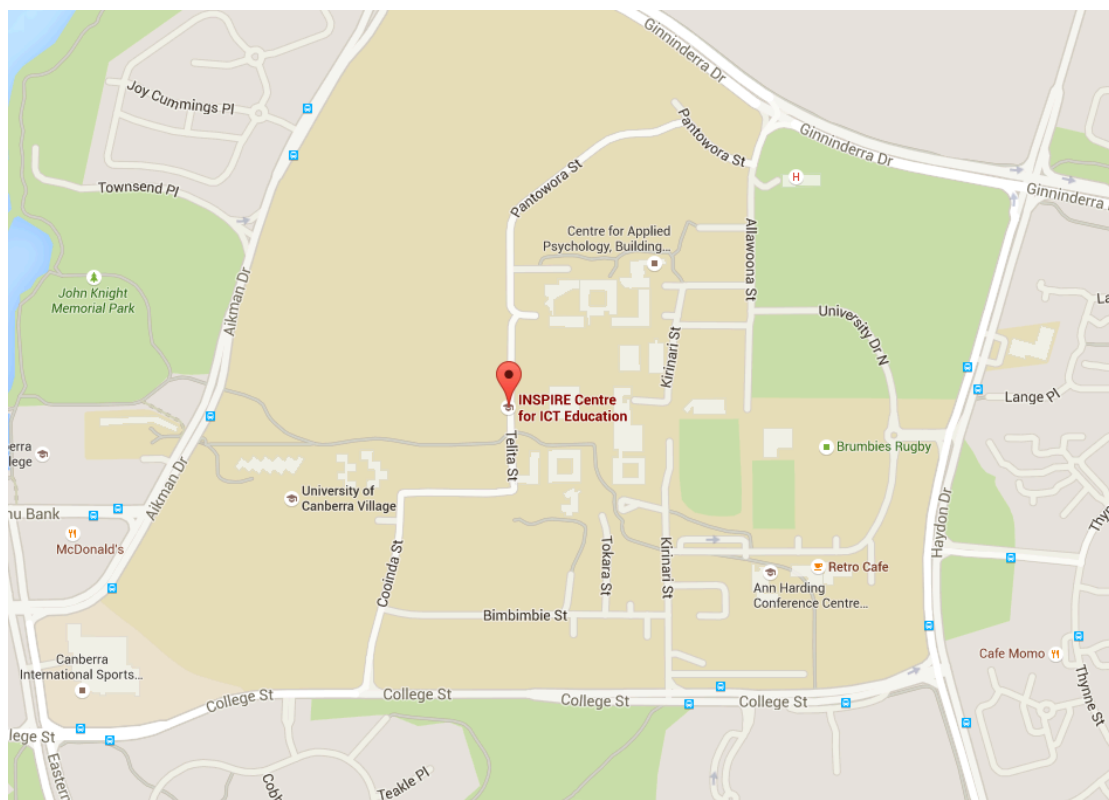 Ginninderra Dr
Joy Cummings Pl
Pantowora St
Ginninderra Dr
Pantowora St
H
Townsend Pl
Pantowora St
Ginninderra
Centre for Applied
Psychology, Building...
Allawoona St
John Knight
Memorial Park
Aikman Dr
University Dr N
Kirinari St
INSPIRE Centre
for ICT Education
Lange Pl
Telita St
Brumbies Rugby
Aikman Dr
University of
Canberra Village
Bank
McDonald's
Haydon Dr
Cooinda St
Tokara St
Kirinari St
Retro Cafe
Ann Harding
Conference Centre...
Bimbimbie St
Cafe Momo
Canberra
International Sports...
College St
College St
College St
College St
Thynne St
Teakle Pl
Eastern